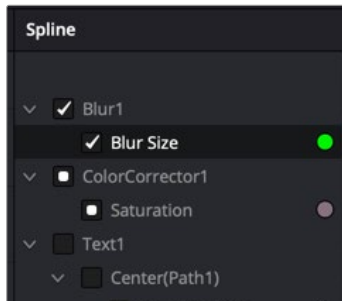 Spline
Blur1
Blur Size
ColorCorrector1
Saturation
Text1
Center(Path1)